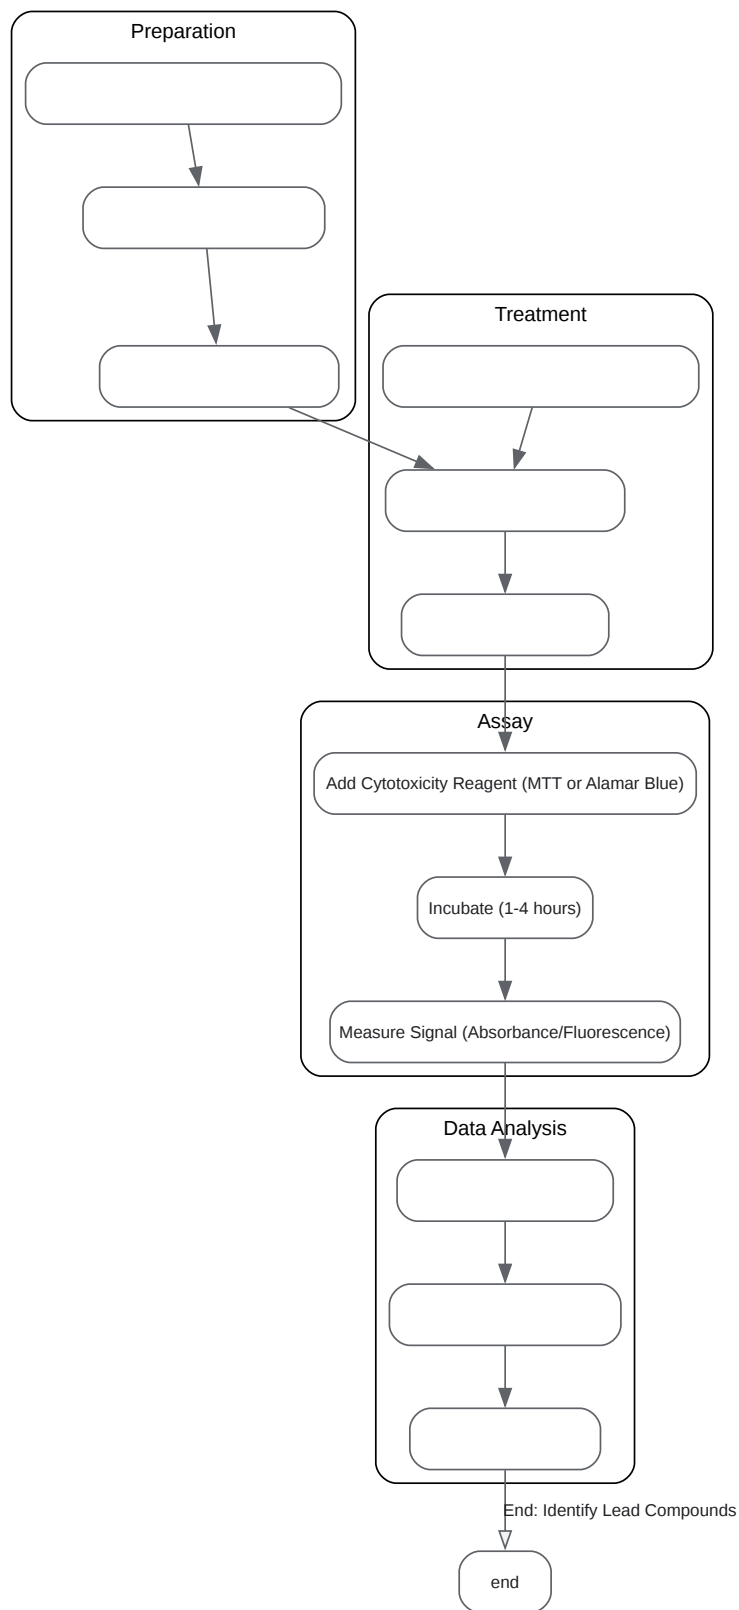 Preparation
Treatment
Assay
Add Cytotoxicity Reagent (MTT or Alamar Blue)
Incubate (1-4 hours)
Measure Signal (Absorbance/Fluorescence)
Data Analysis
End: Identify Lead Compounds
end